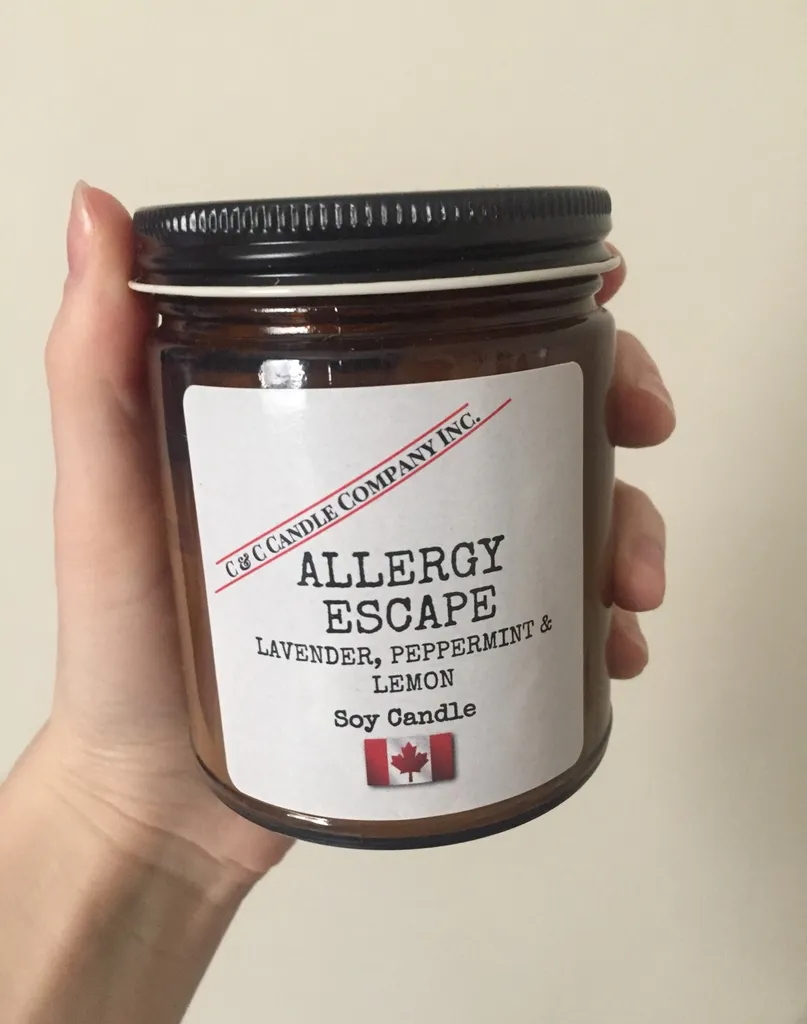 C & C CANDLE COMPANY INC.
ALLERGY
ESCAPE
LAVENDER, PEPPERMINT &
LEMON
Soy Candle